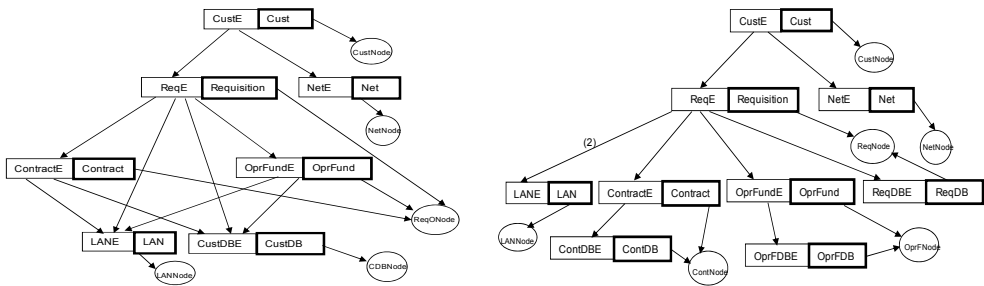 CustE Cust
CustNode
ReqE Requisition
NetE Net
NetNode
ContractE Contract
OprFundE OprFund
ReqONode
LANE LAN
CustDBE CustDB
LANNode
CDBNode
CustE Cust
CustNode
ReqE Requisition
NetE Net
(2)
ReqNode
NetNode
LANE LAN
ContractE Contract
OprFundE OprFund
ReqDBE ReqDB
LANNode
ContDBE ContDB
OprFDBE OprFDB
OprFNode
ContNode